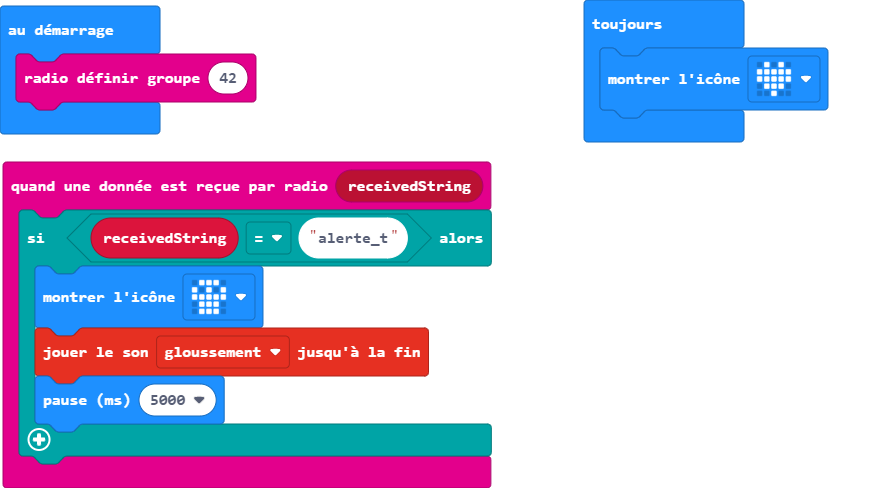 au démarrage
radio définir groupe 42
toujours
montrer l'icône
quand une donnée est reçue par radio receivedString
si receivedString = "alerte_t" alors
montrer l'icône
jouer le son gloussement jusqu'à la fin
pause (ms) 5000